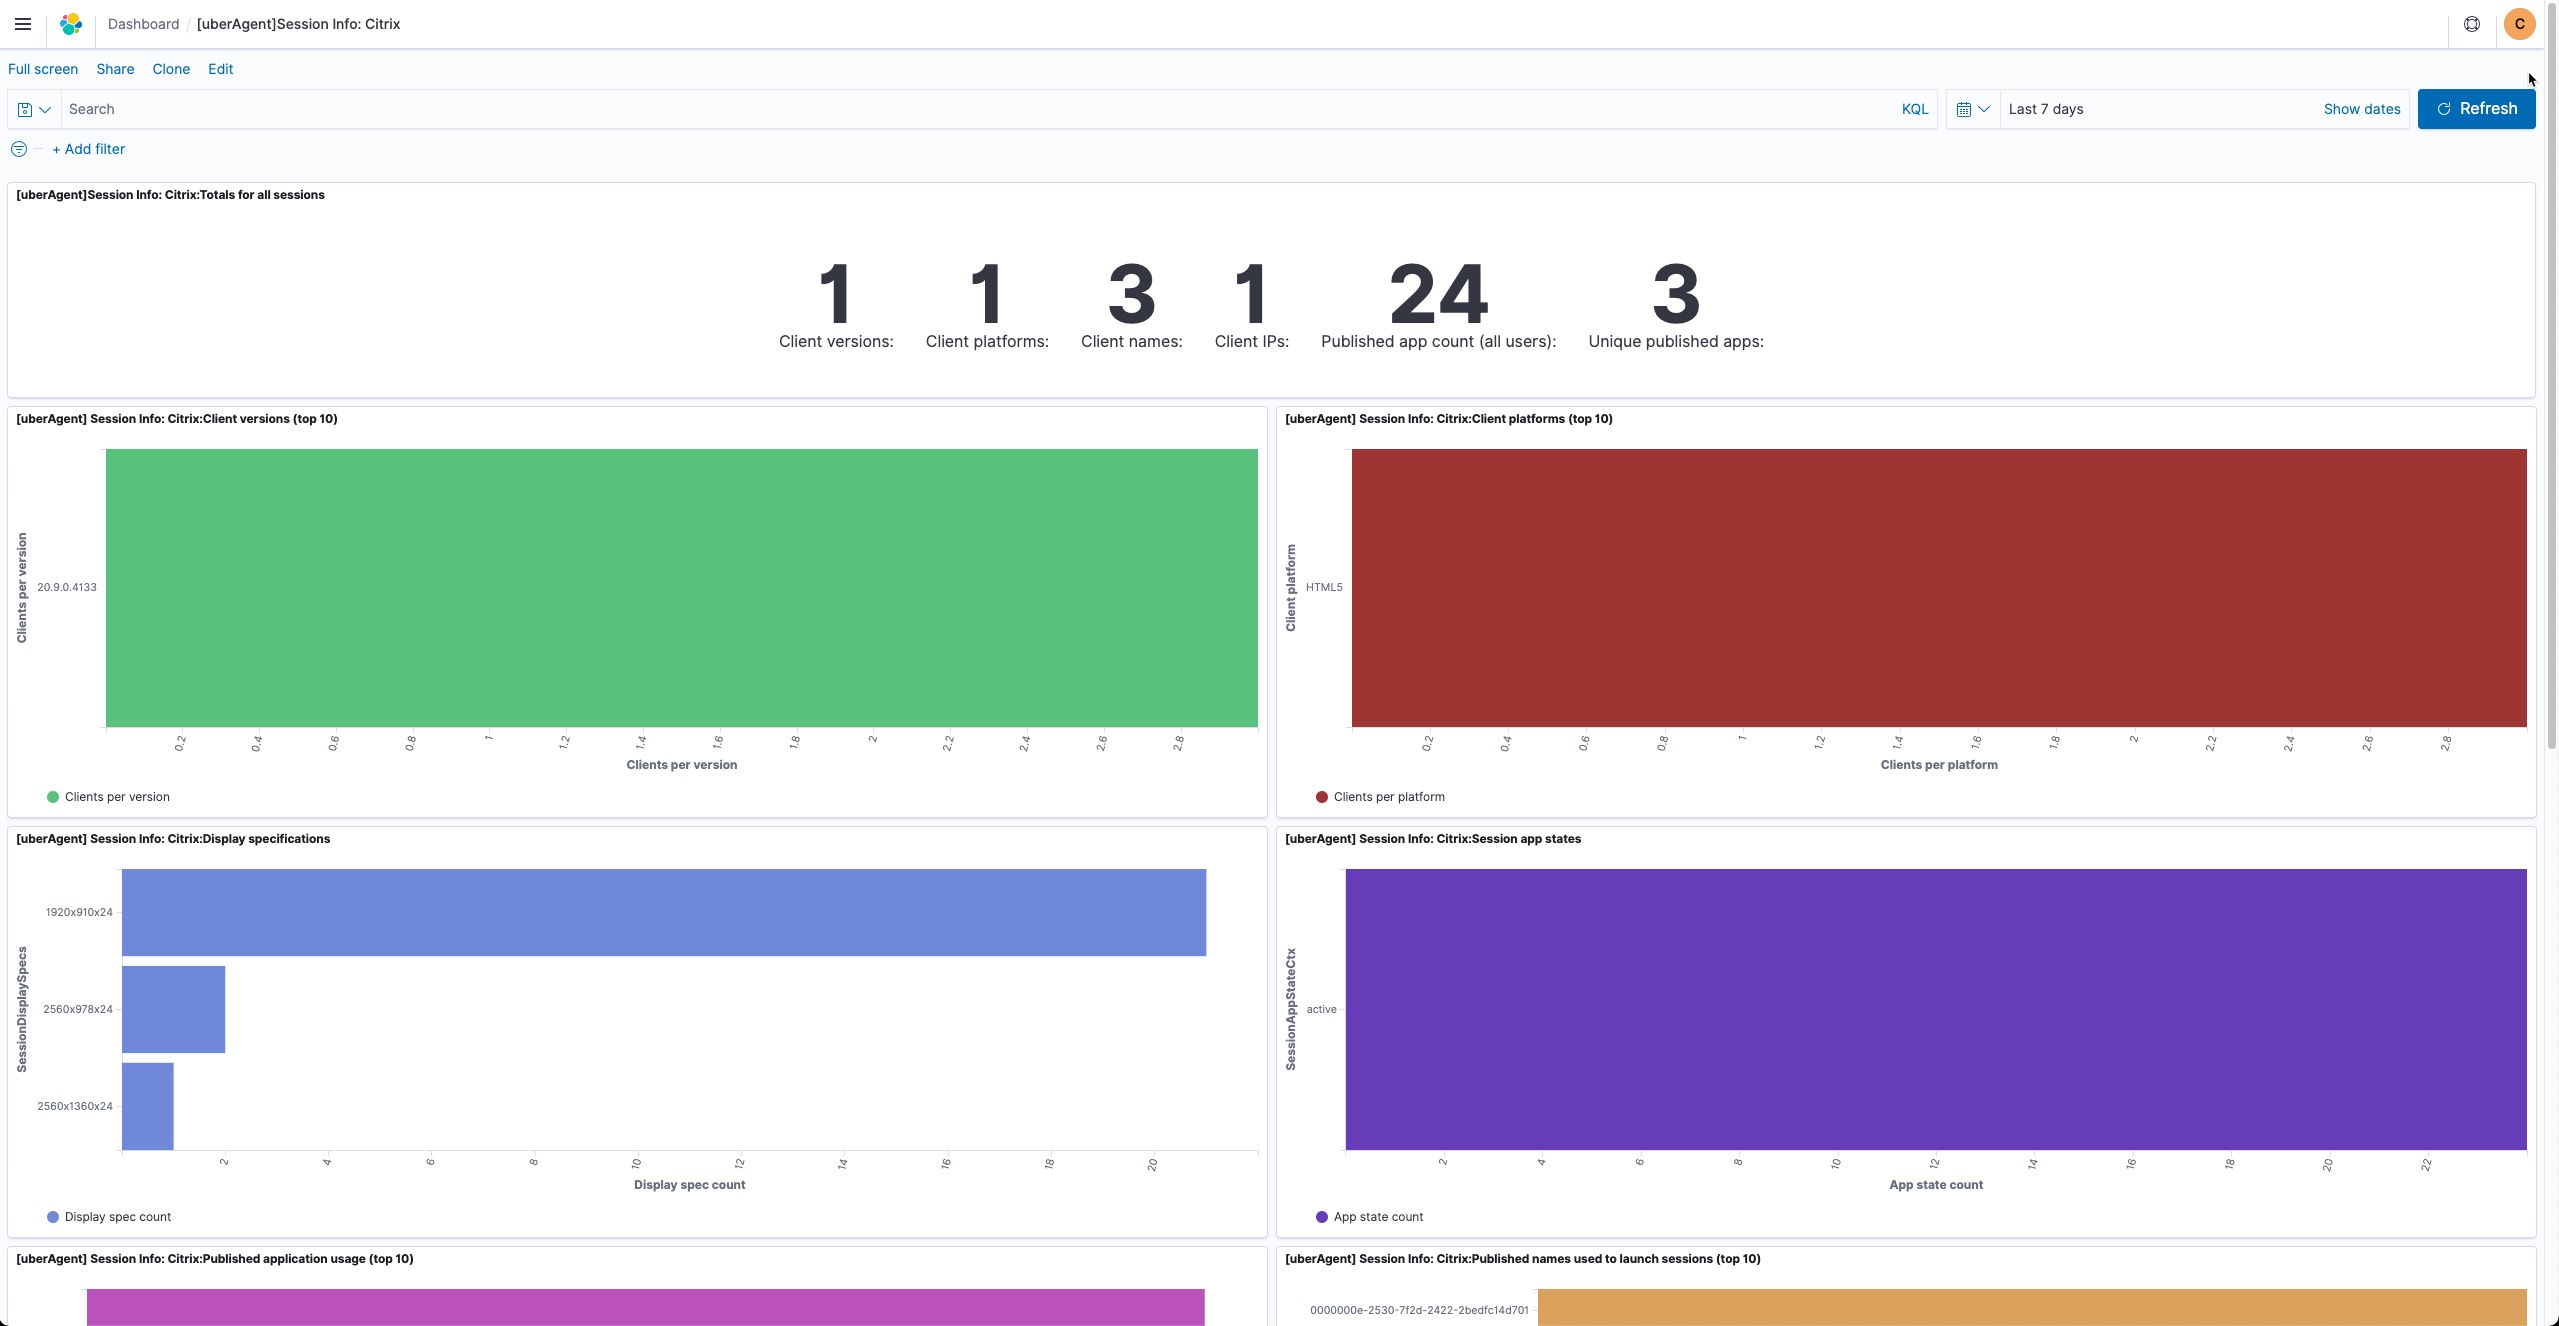 Dashboard / [uberAgent]Session Info: Citrix
C
Full screen Share Clone Edit
Search KQL Last 7 days Show dates Refresh
+ Add filter
[uberAgent]Session Info: Citrix:Totals for all sessions
1 1 3 1 24 3
Client versions: Client platforms: Client names: Client IPs: Published app count (all users): Unique published apps:
[uberAgent] Session Info: Citrix:Client versions (top 10)
Clients per version
20.9.0.4133
0.2 0.4 0.6 0.8 1 1.2 1.4 1.6 1.8 2 2.2 2.4 2.6 2.8
Clients per version
Clients per version
[uberAgent] Session Info: Citrix:Client platforms (top 10)
Client platform
HTML5
0.2 0.4 0.6 0.8 1 1.2 1.4 1.6 1.8 2 2.2 2.4 2.6 2.8
Clients per platform
Clients per platform
[uberAgent] Session Info: Citrix:Display specifications
SessionDisplaySpecs
1920x910x24
2560x978x24
2560x1360x24
2 4 6 8 10 12 14 16 18 20
Display spec count
Display spec count
[uberAgent] Session Info: Citrix:Session app states
SessionAppStateCtx
active
2 4 6 8 10 12 14 16 18 20 22
App state count
App state count
[uberAgent] Session Info: Citrix:Published application usage (top 10)
[uberAgent] Session Info: Citrix:Published names used to launch sessions (top 10)
0000000e-2530-7f2d-2422-2bedfc14d701